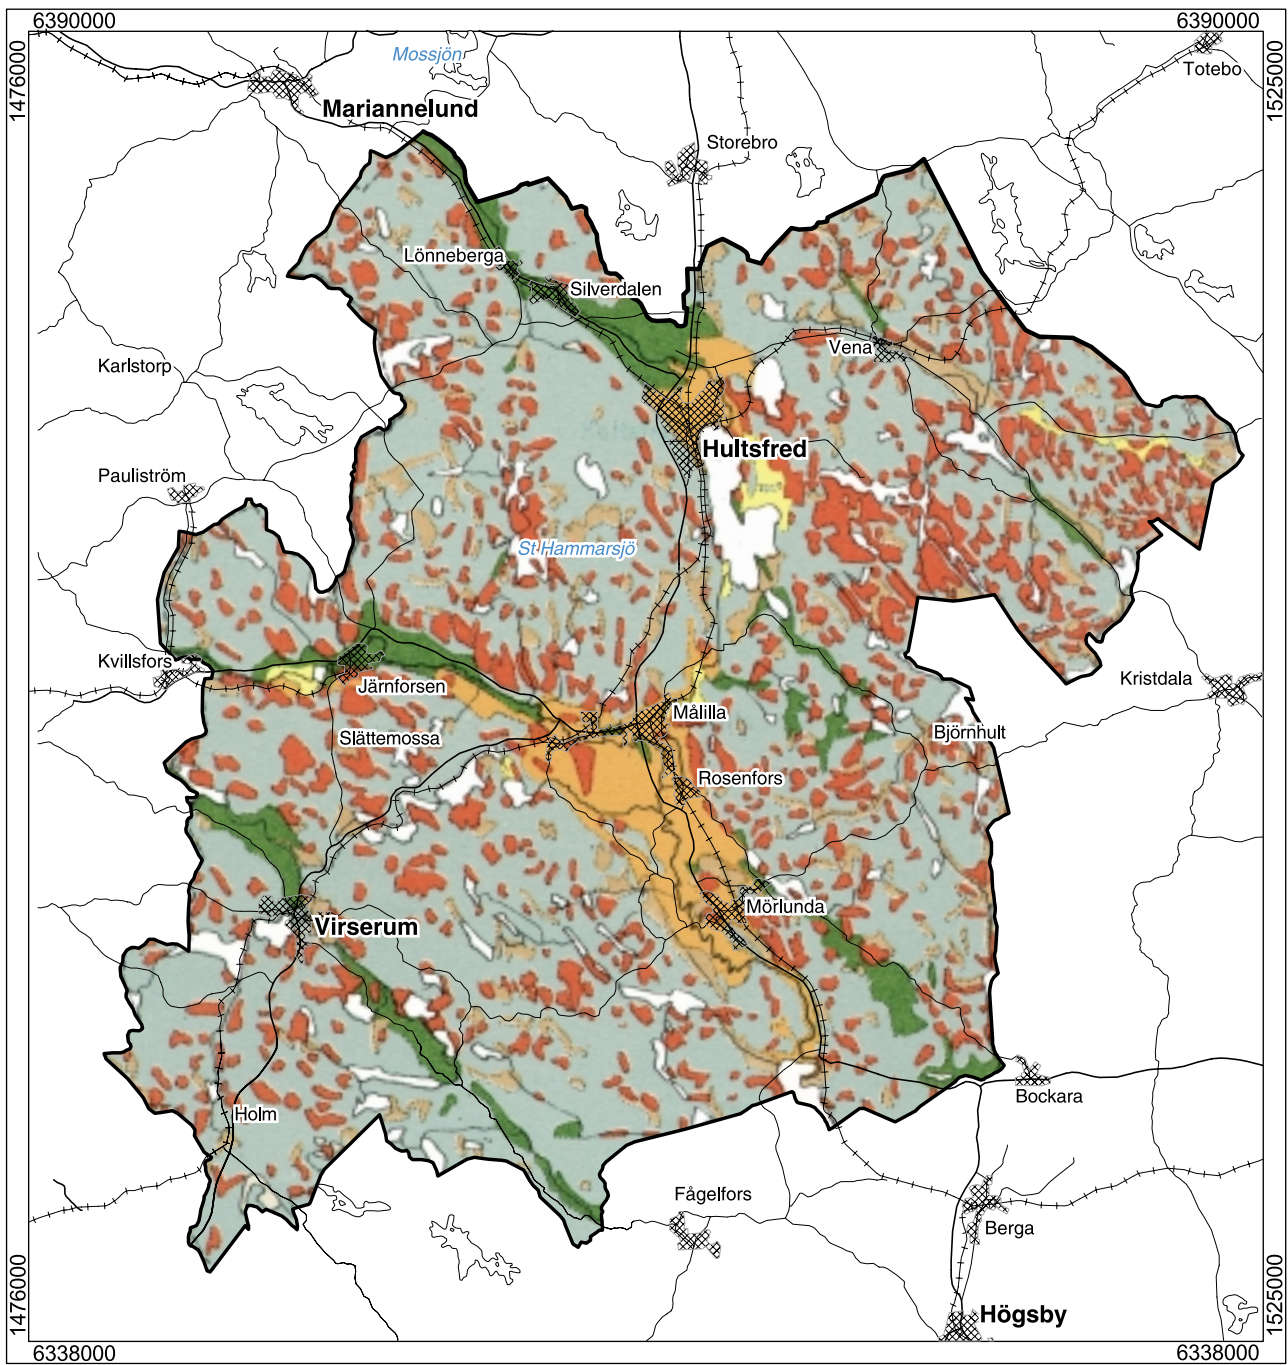 6390000
6390000
1476000
1525000
Mossjön
Totebo
Mariannelund
Storebro
Lönneberga
Silverdalen
Vena
Karlstorp
Hultsfred
Pauliström
St Hammarsjö
Kvillsfors
Järnforsen
Kristdala
Målilla
Slättemossa
Björnhult
Rosenfors
Mörlunda
Virserum
Bockara
Holm
Fågelfors
Berga
Högsby
1476000
1525000
6338000
6338000